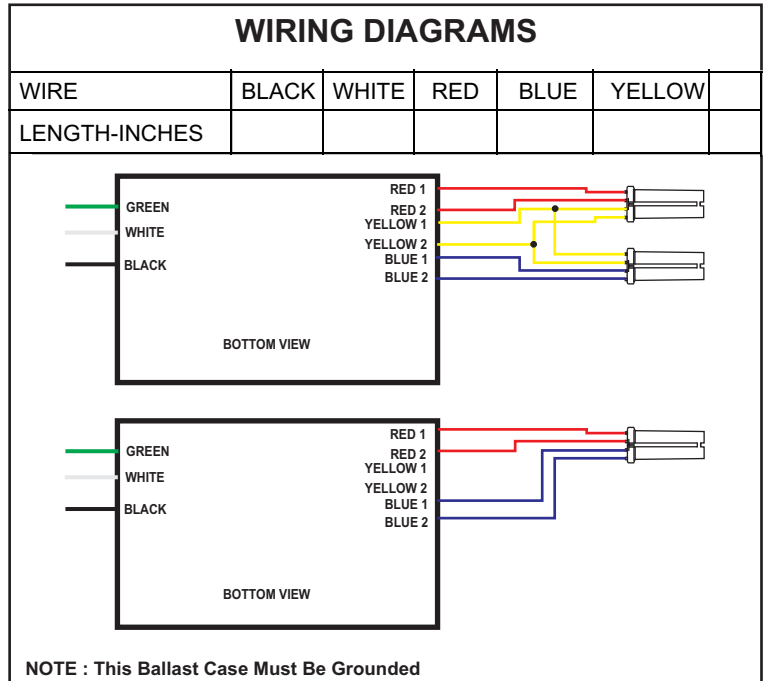 WIRING DIAGRAMS
WIRE BLACK WHITE RED BLUE YELLOW
LENGTH-INCHES
GREEN
WHITE
BLACK
RED 1
RED 2
YELLOW 1
YELLOW 2
BLUE 1
BLUE 2
BOTTOM VIEW
GREEN
WHITE
BLACK
RED 1
RED 2
YELLOW 1
YELLOW 2
BLUE 1
BLUE 2
BOTTOM VIEW
NOTE : This Ballast Case Must Be Grounded